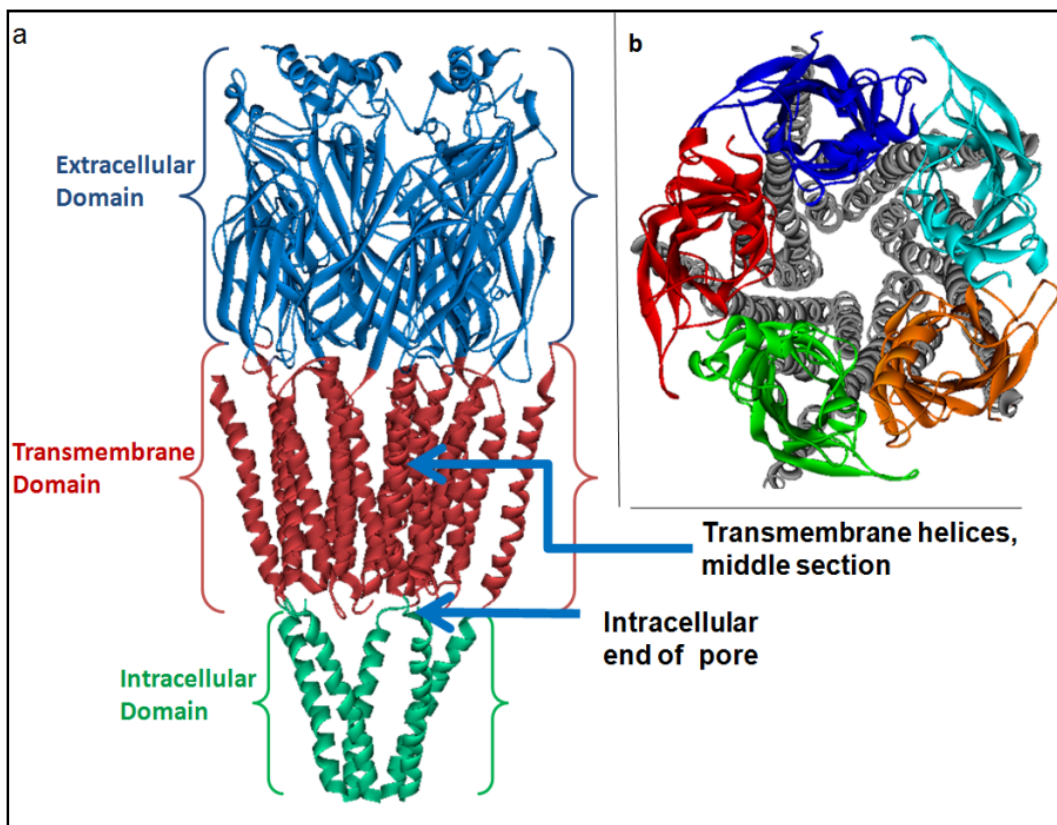 a
Extracellular
Domain
Transmembrane
Domain
Intracellular
Domain
b
Transmembrane helices,
middle section
Intracellular
end of pore